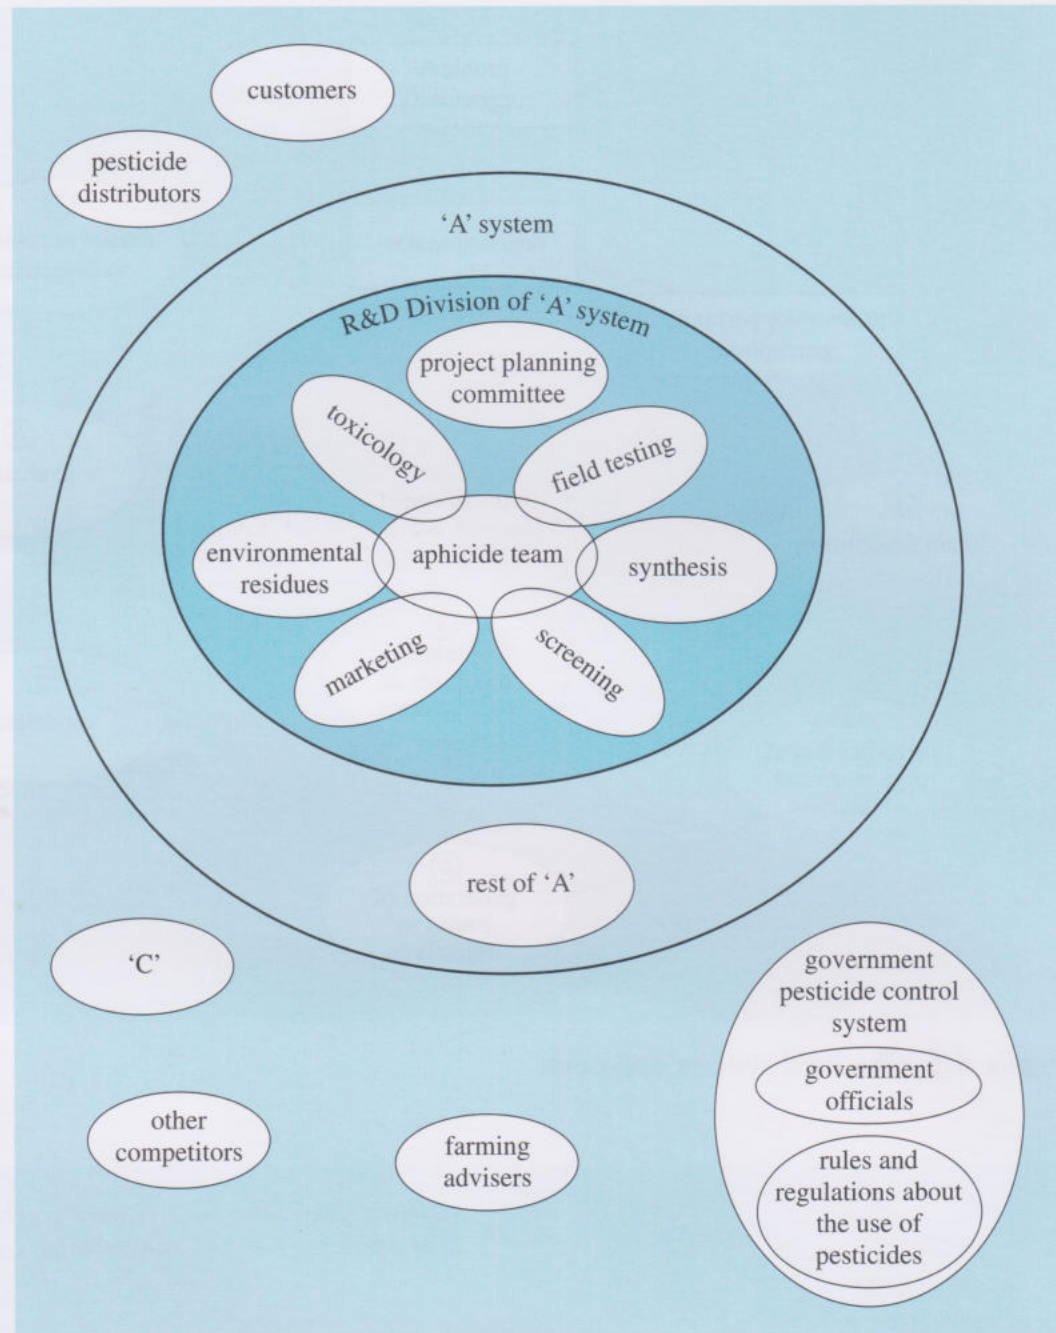 customers
pesticide
distributors
‘A’ system
R&D Division of ‘A’ system
project planning
committee
toxicology
field testing
environmental
residues
aphicide team
synthesis
marketing
screening
rest of ‘A’
‘C’
government
pesticide control
system
government
officials
other
competitors
farming
advisers
rules and
regulations about
the use of
pesticides